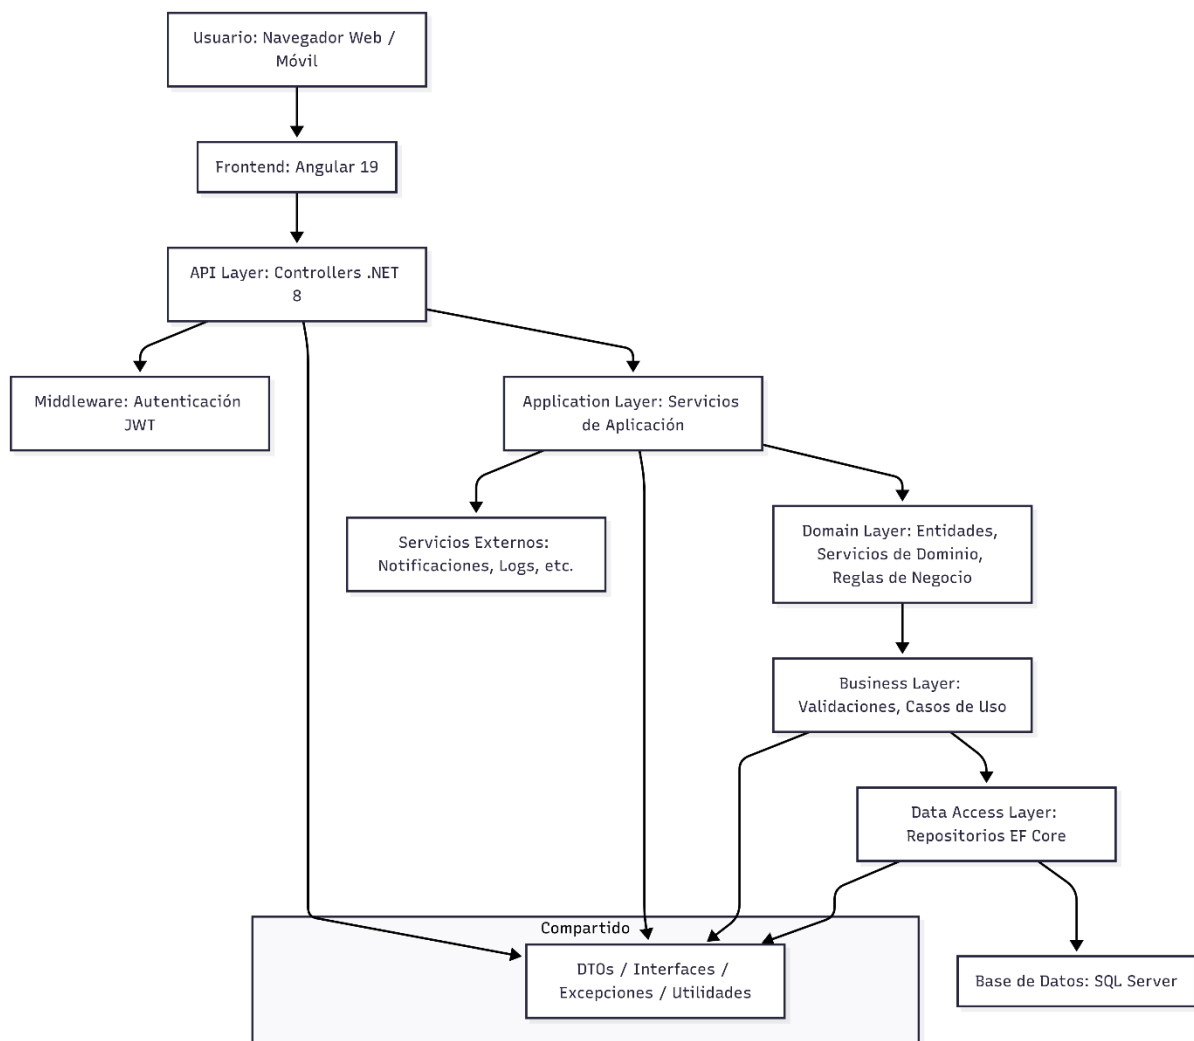 Usuario: Navegador Web /
Móvil
Frontend: Angular 19
API Layer: Controllers .NET
8
Middleware: Autenticación
JWT
Application Layer: Servicios
de Aplicación
Servicios Externos:
Notificaciones, Logs, etc.
Domain Layer: Entidades,
Servicios de Dominio,
Reglas de Negocio
Business Layer:
Validaciones, Casos de Uso
Data Access Layer:
Repositorios EF Core
Compartido
DTOs / Interfaces /
Excepciones / Utilidades
Base de Datos: SQL Server